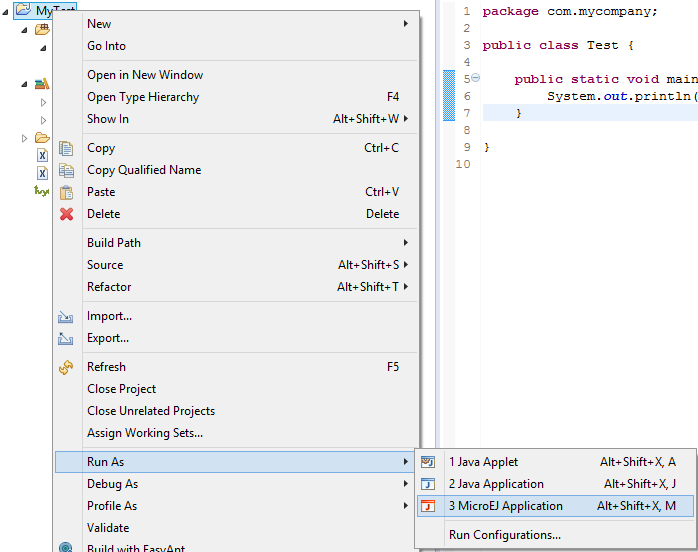 MyTest
New
Go Into
Open in New Window
Open Type Hierarchy F4
Show In Alt+Shift+W
Copy Ctrl+C
Copy Qualified Name
Paste Ctrl+V
Delete Delete
Build Path
Source Alt+Shift+S
Refactor Alt+Shift+T
Import...
Export...
Refresh F5
Close Project
Close Unrelated Projects
Assign Working Sets...
Run As
Debug As
Profile As
Validate
Build with EasyAnt
1 Java Applet Alt+Shift+X, A
2 Java Application Alt+Shift+X, J
3 MicroEJ Application Alt+Shift+X, M
Run Configurations...
1 package com.mycompany;
2
3 public class Test {
4
5 public static void main
6 System.out.println(
7 }
8
9 }
10